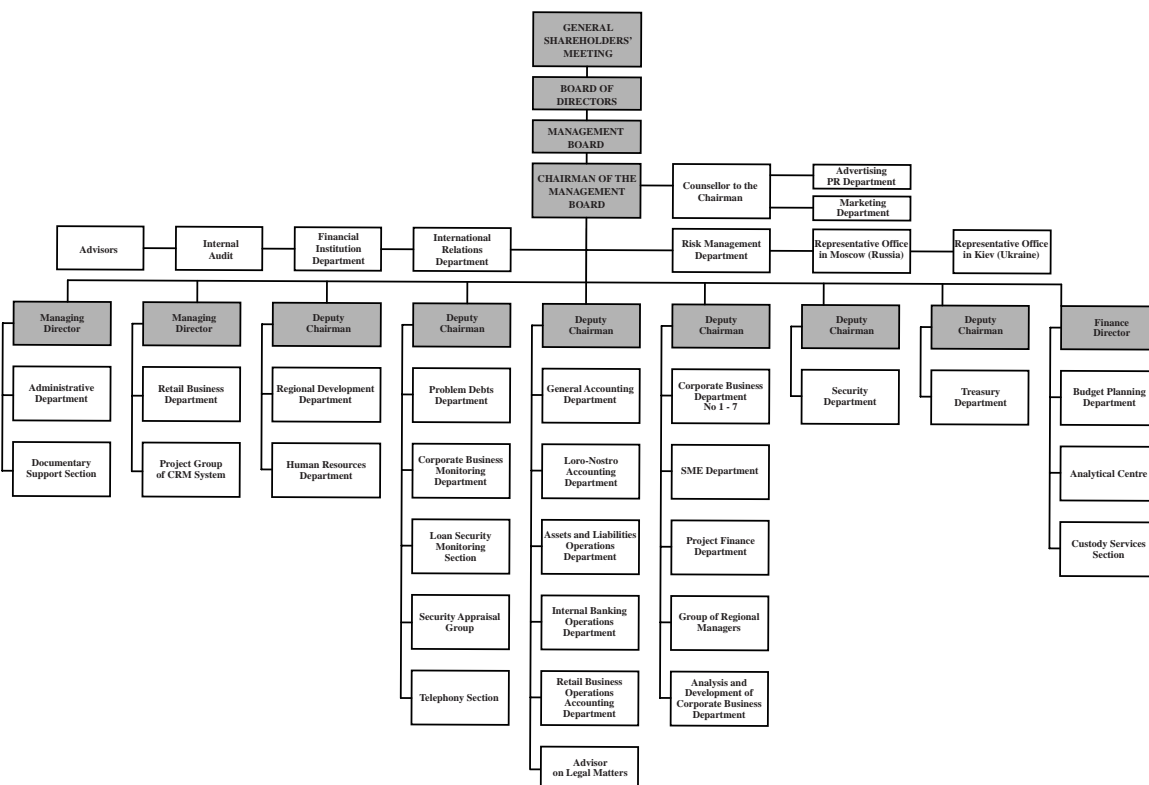 GENERAL
SHAREHOLDERS’
MEETING
BOARD OF
DIRECTORS
MANAGEMENT
BOARD
CHAIRMAN OF THE
MANAGEMENT
BOARD
Counsellor to the
Chairman
Advertising
PR Department
Marketing
Department
Advisors
Internal
Audit
Financial
Institution
Department
International
Relations
Department
Risk Management
Department
Representative Office
in Moscow (Russia)
Representative Office
in Kiev (Ukraine)
Managing
Director
Managing
Director
Deputy
Chairman
Deputy
Chairman
Deputy
Chairman
Deputy
Chairman
Deputy
Chairman
Deputy
Chairman
Finance
Director
Administrative
Department
Documentary
Support Section
Retail Business
Department
Project Group
of CRM System
Regional Development
Department
Human Resources
Department
Problem Debts
Department
Corporate Business
Monitoring
Department
Loan Security
Monitoring
Section
Security Appraisal
Group
Telephony Section
General Accounting
Department
Loro-Nostro
Accounting
Department
Assets and Liabilities
Operations
Department
Internal Banking
Operations
Department
Retail Business
Operations
Accounting
Department
Advisor
on Legal Matters
Corporate Business
Department
No 1 - 7
SME Department
Project Finance
Department
Group of Regional
Managers
Analysis and
Development of
Corporate Business
Department
Security
Department
Treasury
Department
Budget Planning
Department
Analytical Centre
Custody Services
Section